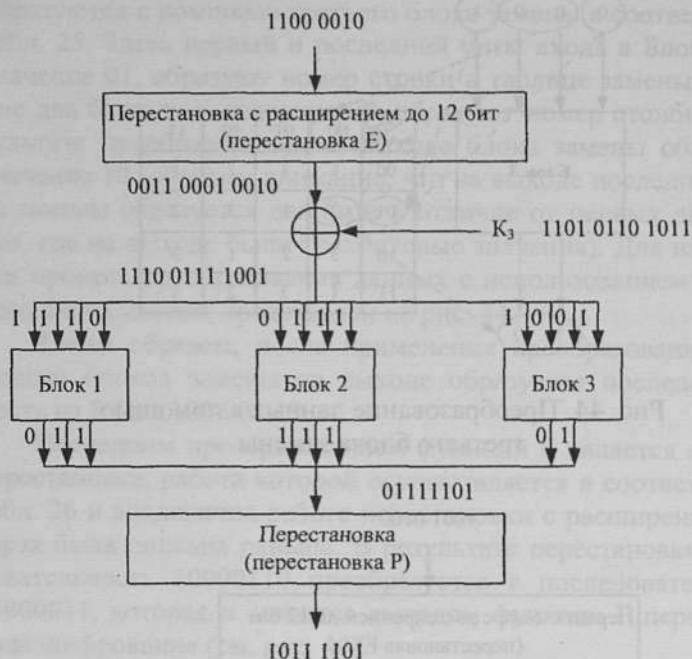 1100 0010
Перестановка с расширением до 12 бит
(перестановка Е)
0011 0001 0010
Кз 1101 0110 1011
1110 0111 1001
1 1 1 0 0 1 1 1 1 0 0 1
Блок 1 Блок 2 Блок 3
0 1 1 1 1 1 0 1
01111101
Перестановка
(перестановка Р)
1011 1101